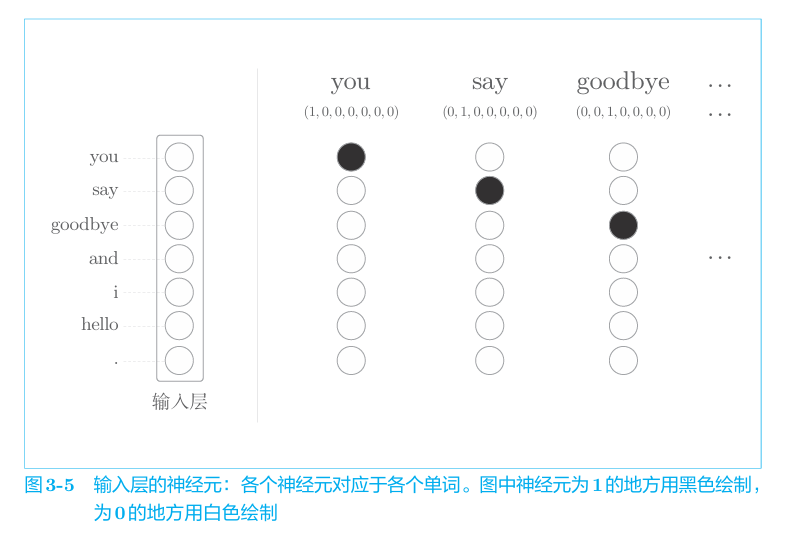 you say goodbye ...
(1, 0, 0, 0, 0, 0, 0) (0, 1, 0, 0, 0, 0, 0) (0, 0, 1, 0, 0, 0, 0) ...
you
say
goodbye
and ...
i
hello
.
输入层
图 3-5 输入层的神经元：各个神经元对应于各个单词。图中神经元为 1 的地方用黑色绘制，
为 0 的地方用白色绘制